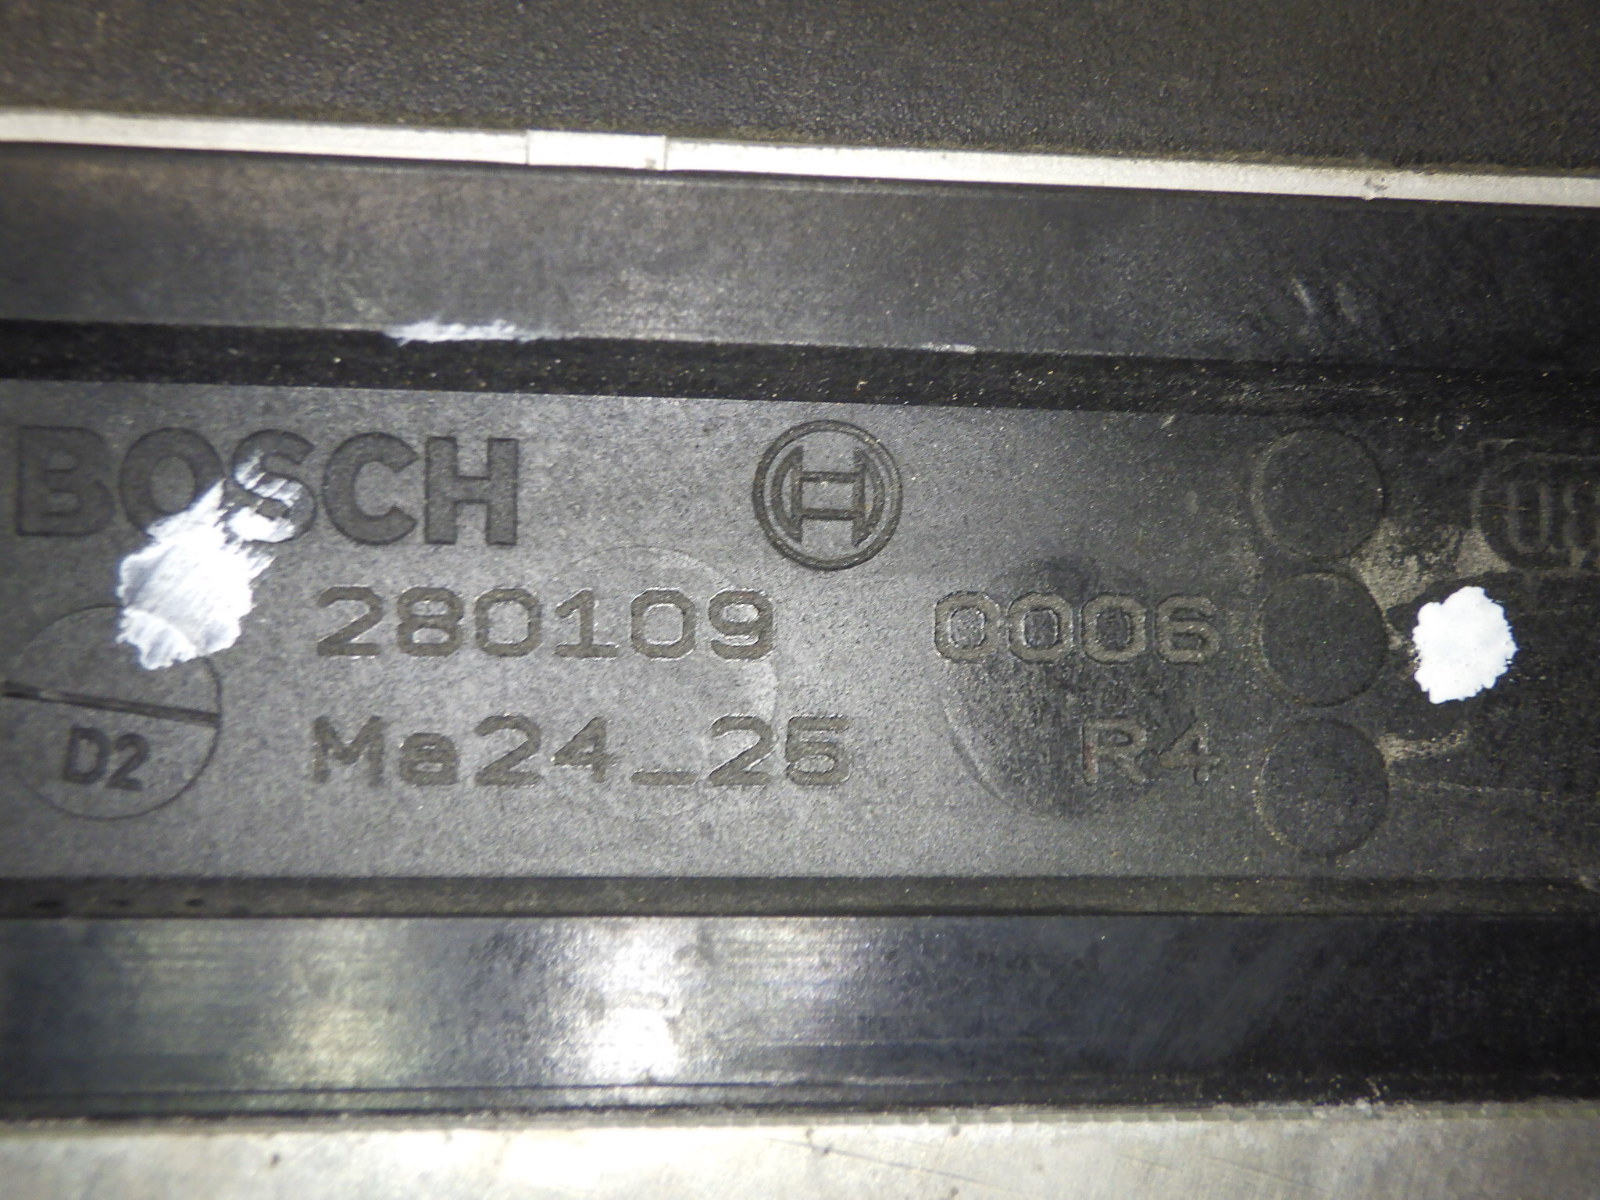 BOSCH
280109 0006
D2 Ma24_25 R4